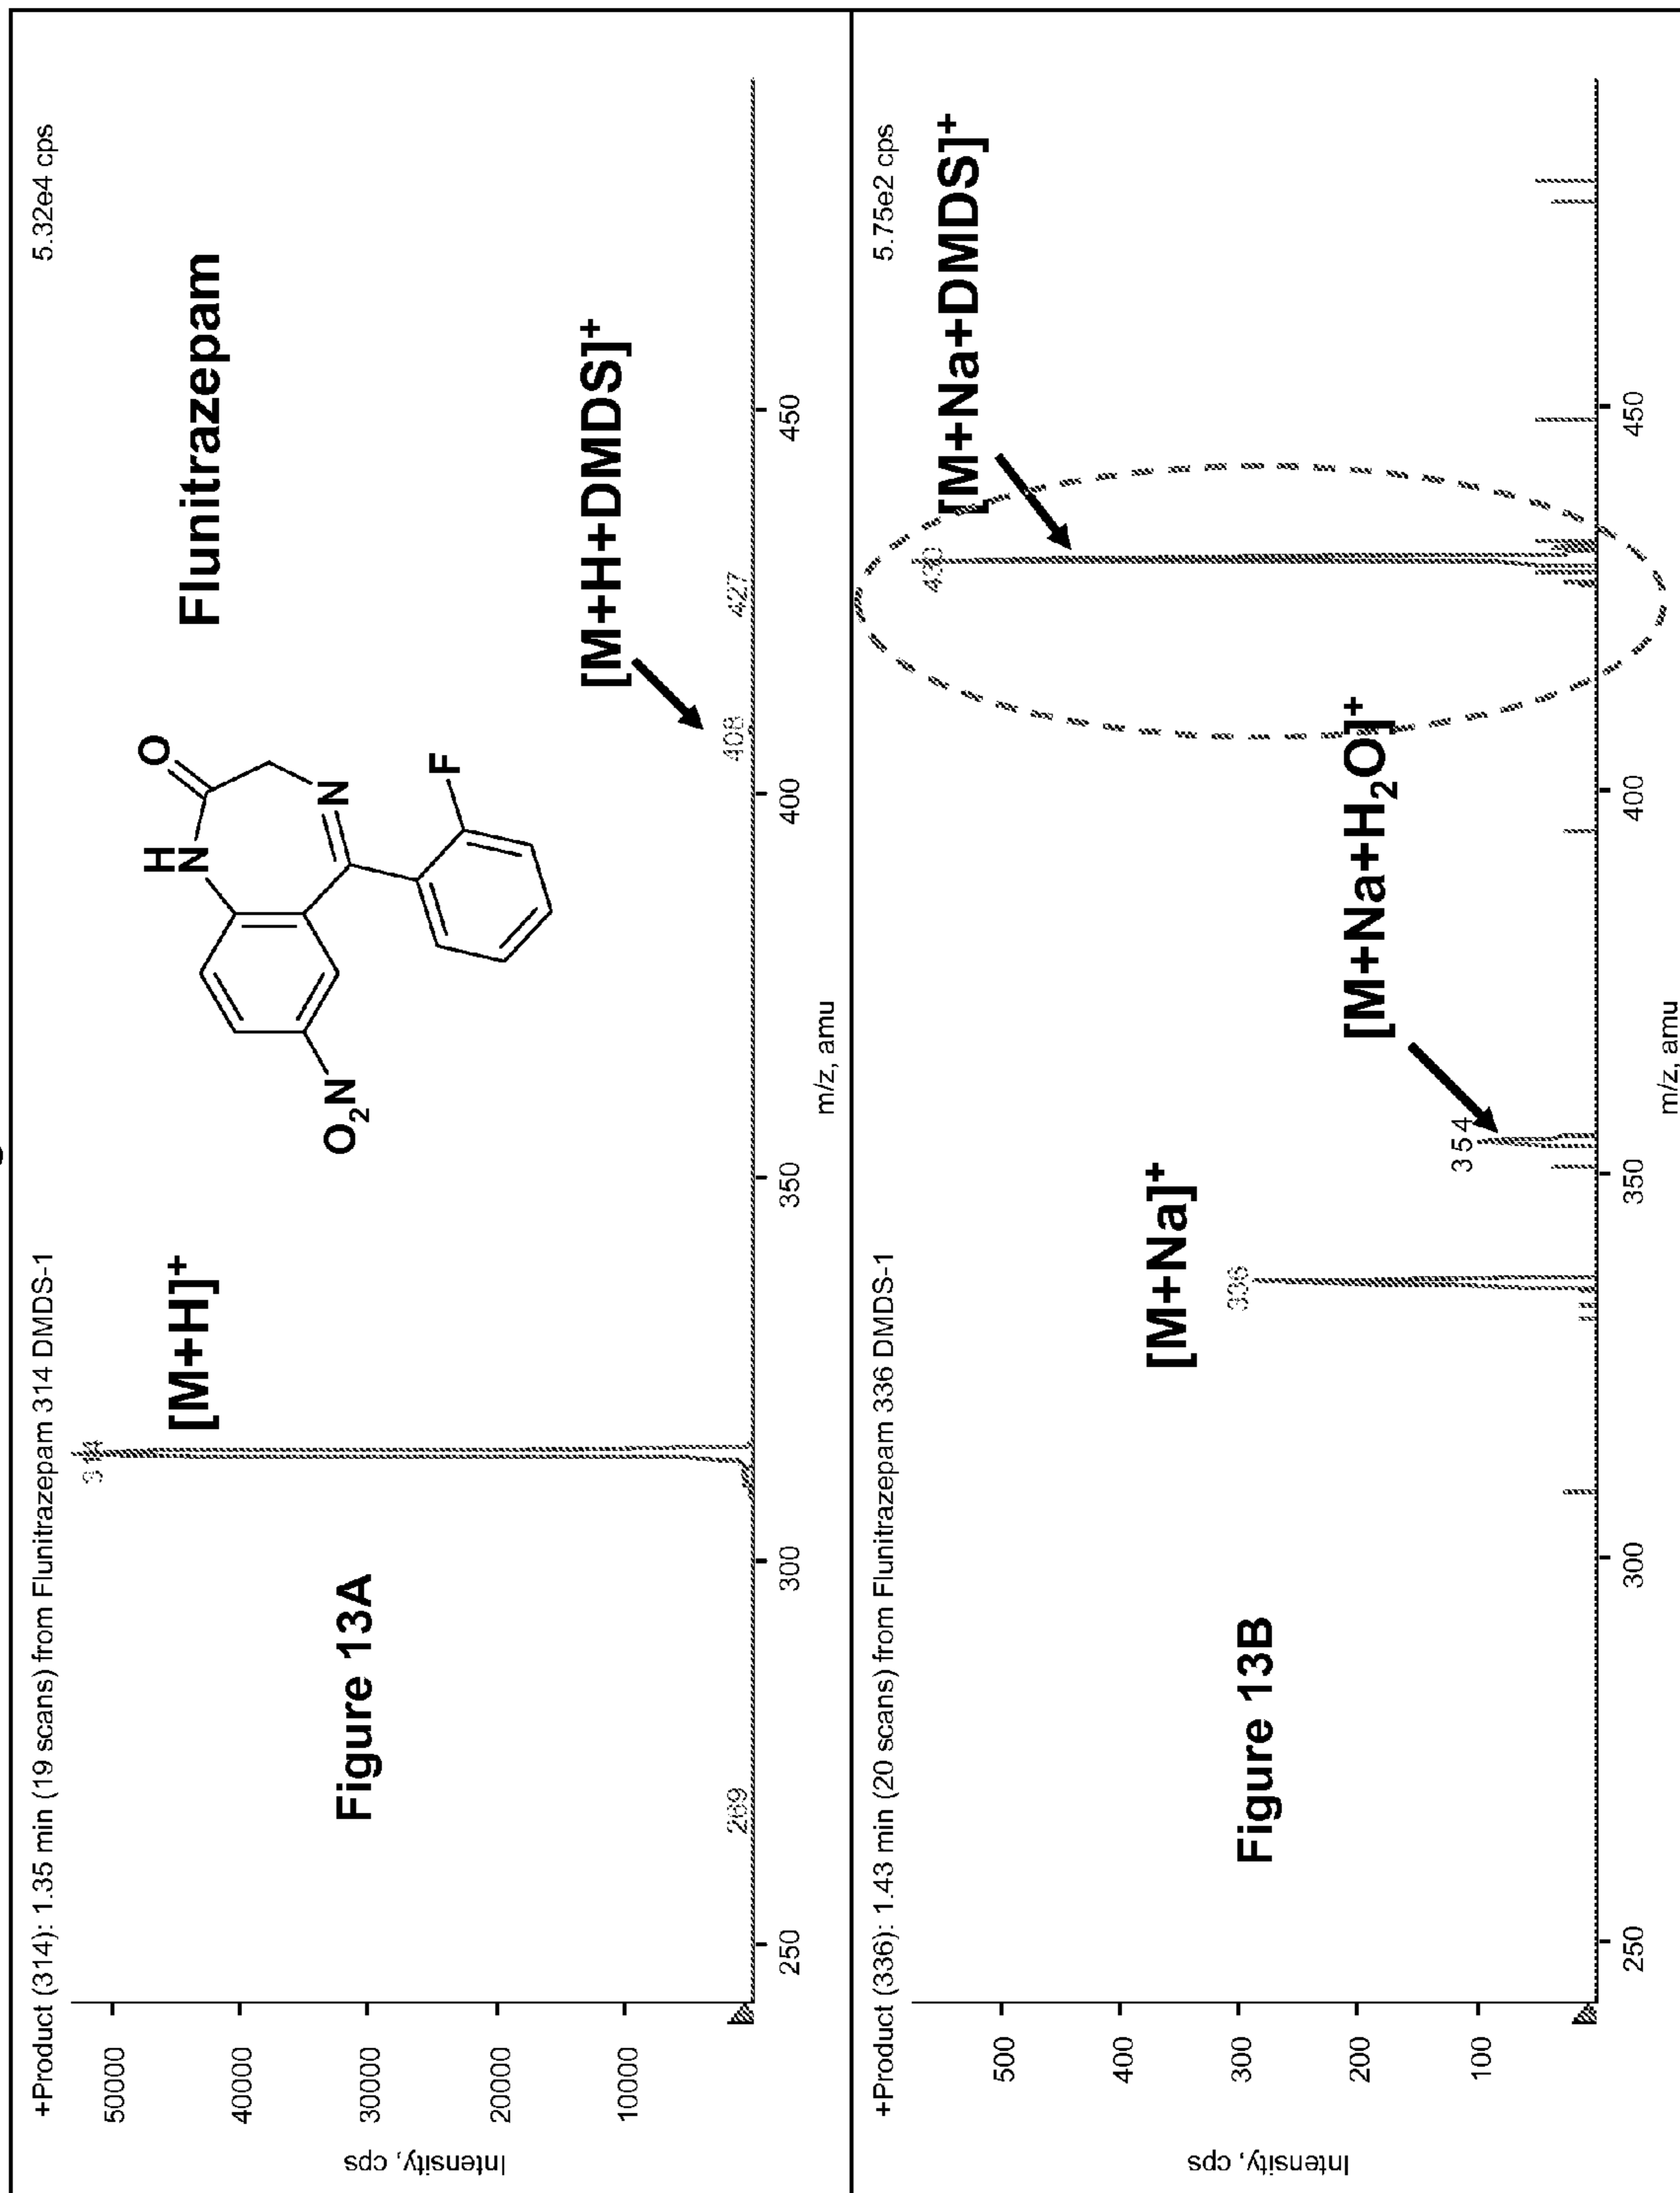 +Product (314): 1.35 min (19 scans) from Flunitrazepam 314 DMDS-1
5.32e4 cps
Intensity, cps
50000
40000
30000
20000
10000
Figure 13A
[M+H]⁺
314
269
Flunitrazepam
H
N
O
N
F
O₂N
[M+H+DMDS]⁺
408
427
250
300
350
400
450
m/z, amu
+Product (336): 1.43 min (20 scans) from Flunitrazepam 336 DMDS-1
5.75e2 cps
Intensity, cps
500
400
300
200
100
Figure 13B
[M+Na]⁺
336
[M+Na+H₂O]⁺
354
[M+Na+DMDS]⁺
430
250
300
350
400
450
m/z, amu